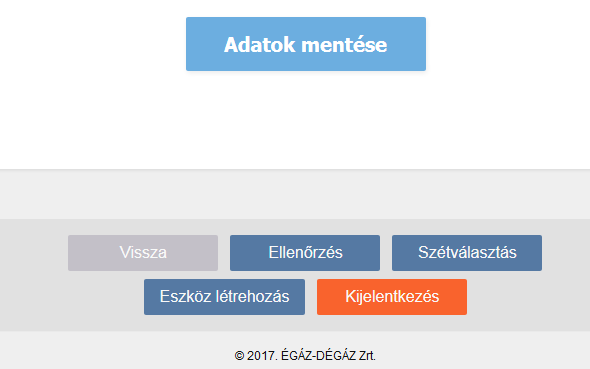 Adatok mentése
Vissza Ellenőrzés Szétválasztás
Eszköz létrehozás Kijelentkezés
© 2017. ÉGÁZ-DÉGÁZ Zrt.